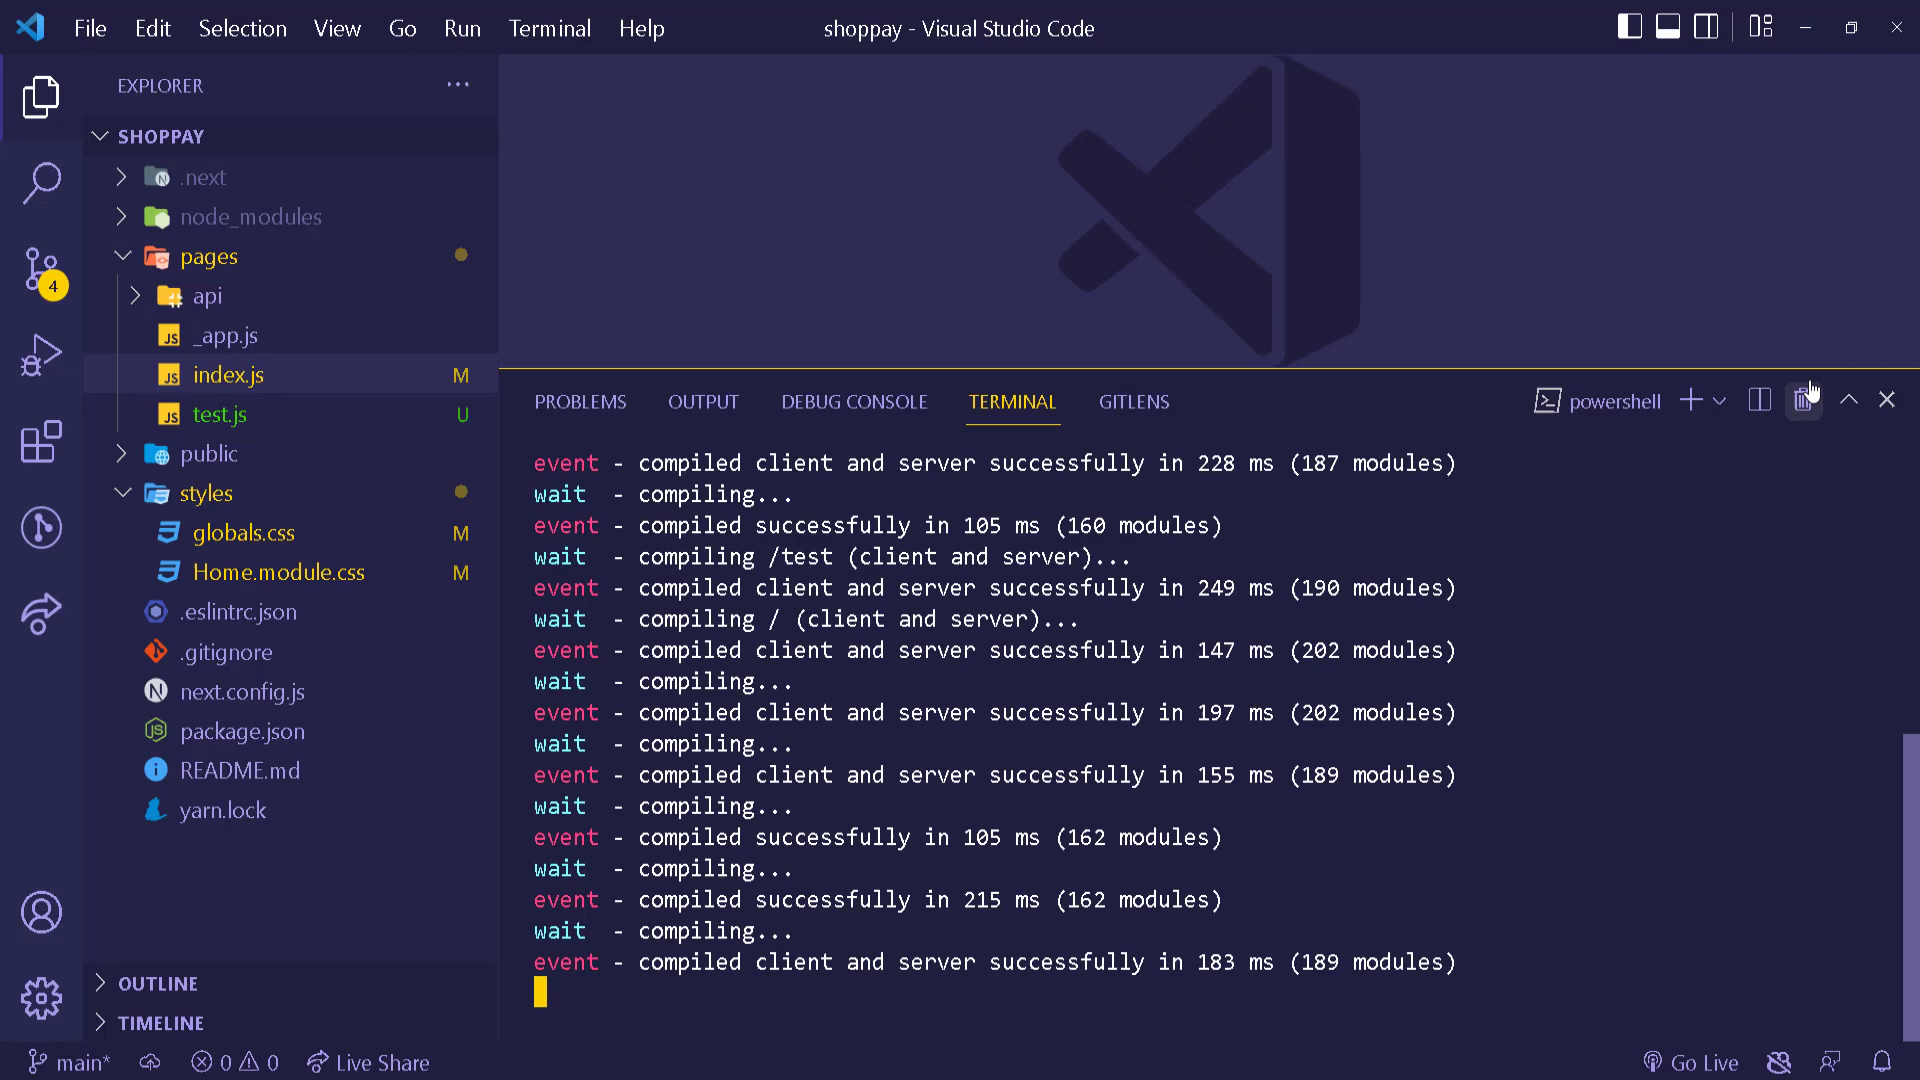 File Edit Selection View Go Run Terminal Help
shoppay - Visual Studio Code
EXPLORER
SHOPPAY
.next
node_modules
pages
api
_app.js
index.js M
test.js U
public
styles
globals.css M
Home.module.css M
.eslintrc.json
.gitignore
next.config.js
package.json
README.md
yarn.lock
OUTLINE
TIMELINE
4
PROBLEMS OUTPUT DEBUG CONSOLE TERMINAL GITLENS
powershell
event - compiled client and server successfully in 228 ms (187 modules)
wait - compiling...
event - compiled successfully in 105 ms (160 modules)
wait - compiling /test (client and server)...
event - compiled client and server successfully in 249 ms (190 modules)
wait - compiling / (client and server)...
event - compiled client and server successfully in 147 ms (202 modules)
wait - compiling...
event - compiled client and server successfully in 197 ms (202 modules)
wait - compiling...
event - compiled client and server successfully in 155 ms (189 modules)
wait - compiling...
event - compiled successfully in 105 ms (162 modules)
wait - compiling...
event - compiled successfully in 215 ms (162 modules)
wait - compiling...
event - compiled client and server successfully in 183 ms (189 modules)
main* 0 0 Live Share
Go Live